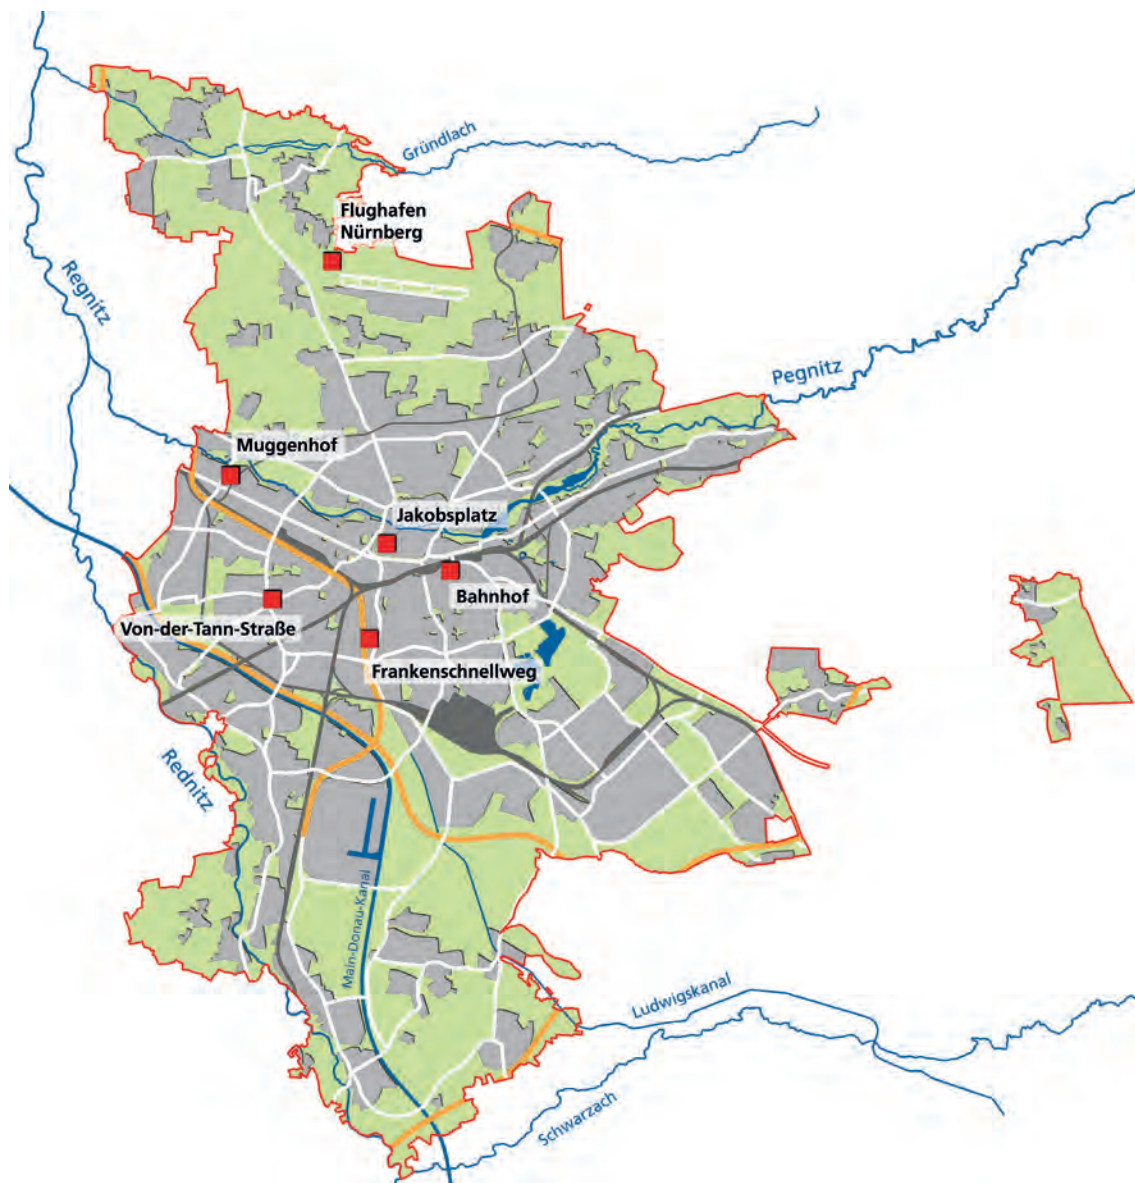 Gründlach
Flughafen
Nürnberg
Regnitz
Pegnitz
Muggenhof
Jakobsplatz
Bahnhof
Von-der-Tann-Straße
Frankenschnellweg
Rednitz
Main-Donau-Kanal
Ludwigskanal
Schwarzach